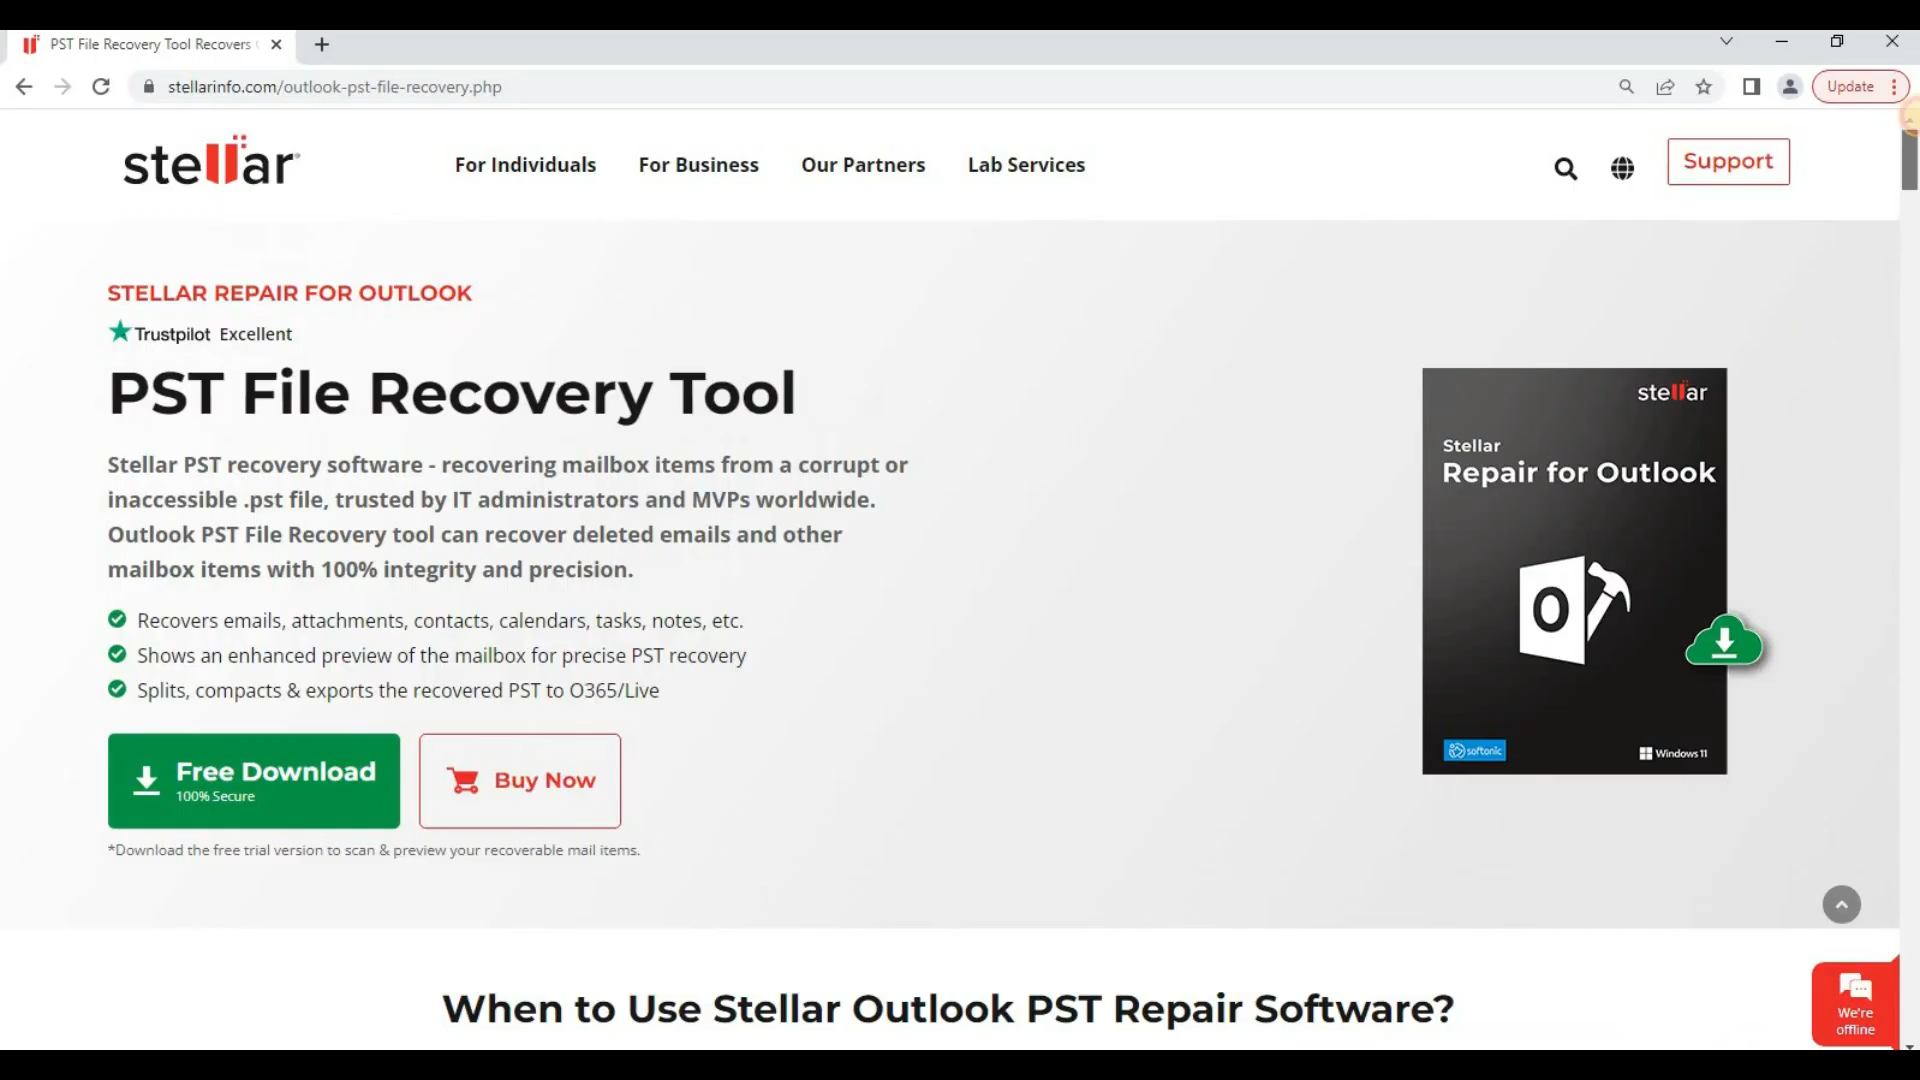 PST File Recovery Tool Recovers
stellarinfo.com/outlook-pst-file-recovery.php
Update
stellar
For Individuals
For Business
Our Partners
Lab Services
Support
STELLAR REPAIR FOR OUTLOOK
Trustpilot Excellent
PST File Recovery Tool
Stellar PST recovery software - recovering mailbox items from a corrupt or
inaccessible .pst file, trusted by IT administrators and MVPs worldwide.
Outlook PST File Recovery tool can recover deleted emails and other
mailbox items with 100% integrity and precision.
Recovers emails, attachments, contacts, calendars, tasks, notes, etc.
Shows an enhanced preview of the mailbox for precise PST recovery
Splits, compacts & exports the recovered PST to O365/Live
Free Download
100% Secure
Buy Now
*Download the free trial version to scan & preview your recoverable mail items.
stellar
Stellar
Repair for Outlook
O
softonic
Windows 11
When to Use Stellar Outlook PST Repair Software?
We're
offline